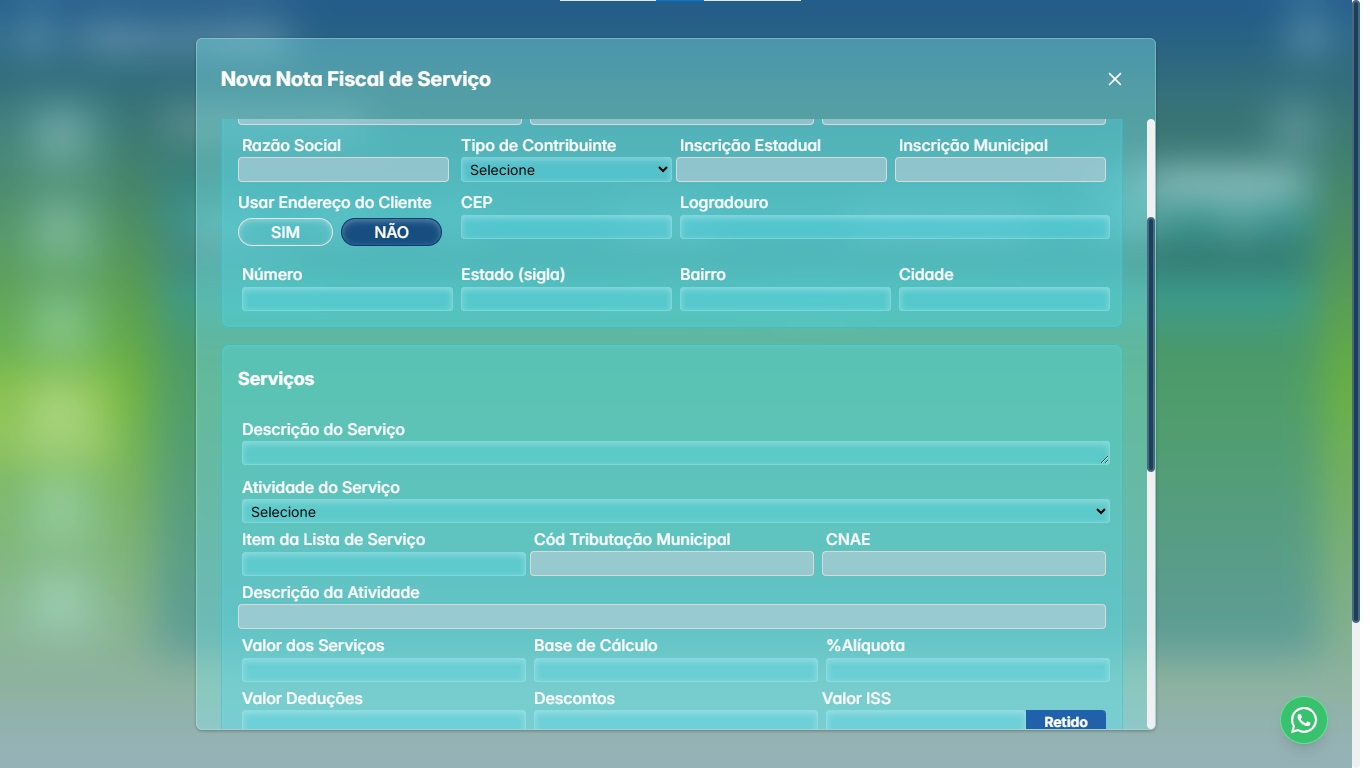 Nova Nota Fiscal de Serviço
Razão Social Tipo de Contribuinte Inscrição Estadual Inscrição Municipal
Selecione
Usar Endereço do Cliente CEP Logradouro
SIM NÃO
Número Estado (sigla) Bairro Cidade
Serviços
Descrição do Serviço
Atividade do Serviço
Selecione
Item da Lista de Serviço Cód Tributação Municipal CNAE
Descrição da Atividade
Valor dos Serviços Base de Cálculo %Alíquota
Valor Deduções Descontos Valor ISS
Retido